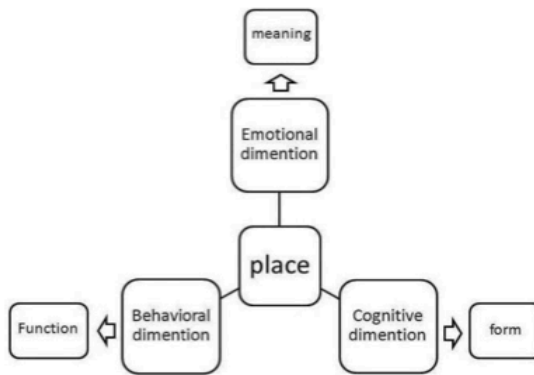 meaning
Emotional
dimention
place
Function
Behavioral
dimention
Cognitive
dimention
form